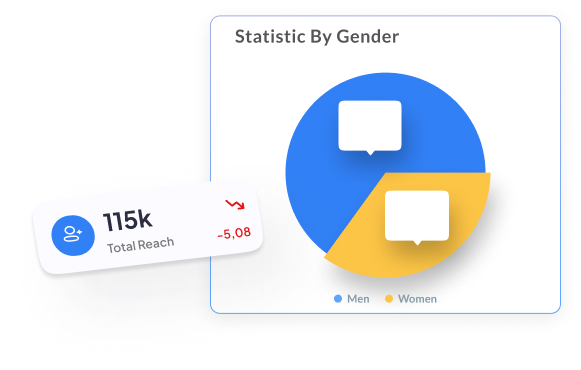 Statistic By Gender
115k
Total Reach
-5,08
Men
Women